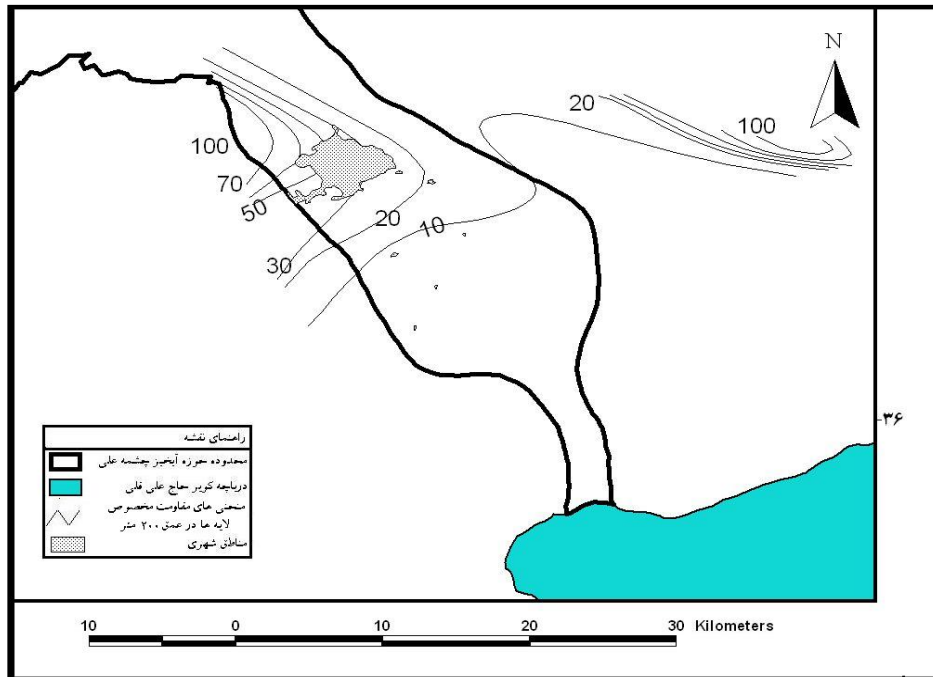 N
20
100
100
70
50
20
10
30
۳۶
راهنمای نقشه
محدوده حوزه آبخیز چشمه علی
دریاچه کویر حاج علی قلی
منحنی های مقاومت مخصوص
لایه ها در عمق ۲۰۰ متر
مناطق شهری
10 0 10 20 30 Kilometers